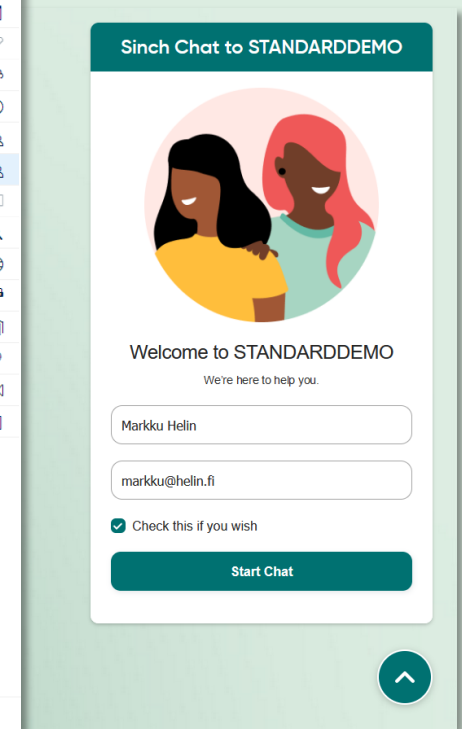 Sinch Chat to STANDARDDEMO
Welcome to STANDARDDEMO
We're here to help you.
Markku Helin
markku@helin.fi
Check this if you wish
Start Chat